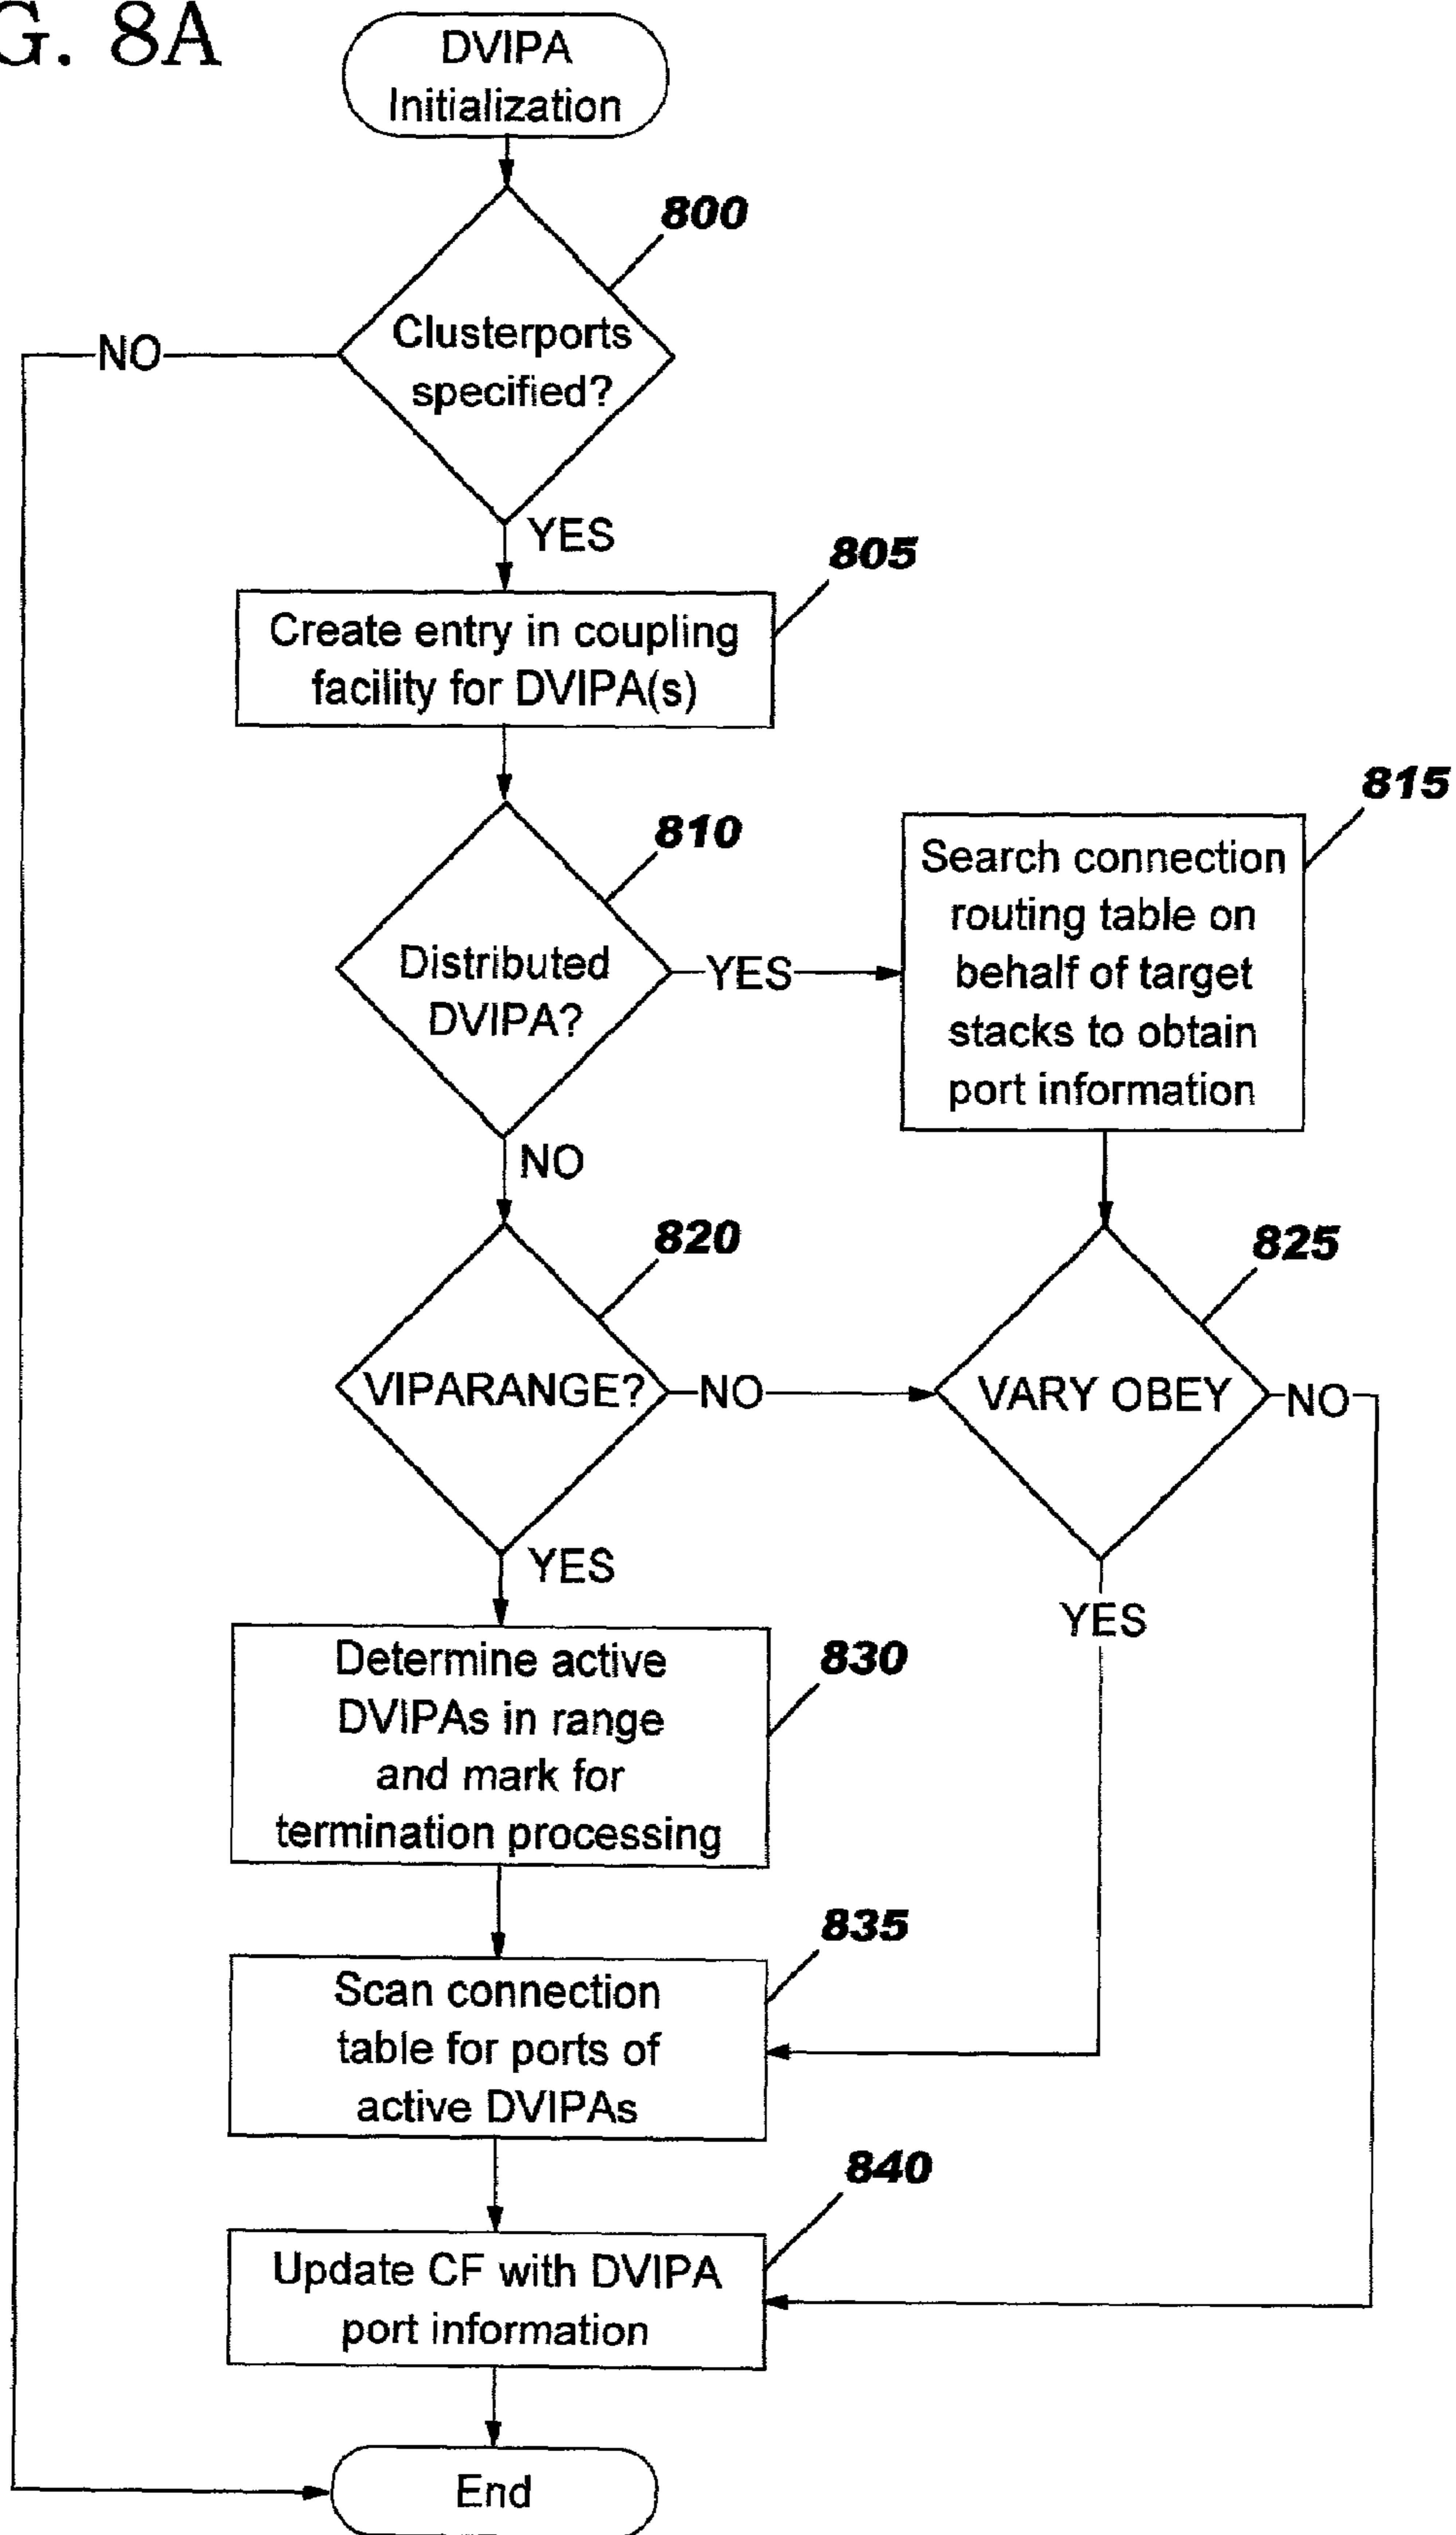 G. 8A
DVIPA
Initialization
800
Clusterports
specified?
NO
YES
805
Create entry in coupling
facility for DVIPA(s)
810
Distributed
DVIPA?
YES
NO
815
Search connection
routing table on
behalf of target
stacks to obtain
port information
820
VIPARANGE?
NO
YES
825
VARY OBEY
NO
YES
830
Determine active
DVIPAs in range
and mark for
termination processing
835
Scan connection
table for ports of
active DVIPAs
840
Update CF with DVIPA
port information
End